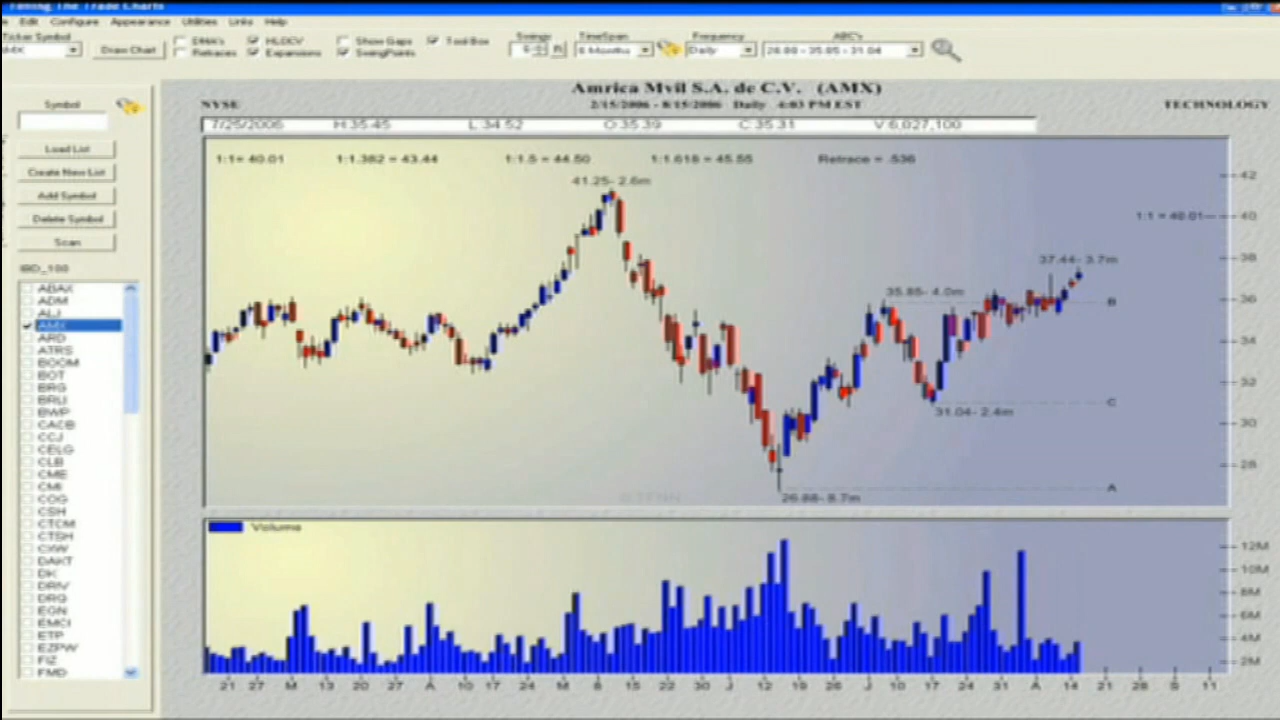 Timing The Trade Charts
Edit Configure Appearance Utilities Links Help
Ticker Symbol
AMX
Draw Chart
EMA's
Retraces
HLOCV
Expansions
Show Gaps
SwingPoints
Tool Box
Swings
TimeSpan
6 Months
Frequency
Daily
ABC's
26.88 - 35.85 - 31.04
Symbol
Load List
Create New List
Add Symbol
Delete Symbol
Scan
IBD_100
ABAX
ADM
ALJ
AMX
ARD
ATRS
BOOM
BOT
BRG
BRLI
BWP
CACB
CCJ
CELG
CLB
CME
CMI
COG
CSH
CTCM
CTSH
CXW
DAKT
DK
DRIV
DRQ
EGN
EMCI
ETP
EZPW
FIZ
FMD
Amrica Mvil S.A. de C.V. (AMX)
NYSE
2/15/2006 - 8/15/2006 Daily 4:03 PM EST
TECHNOLOGY
7/25/2006 H:35.45 L:34.52 O:35.39 C:35.31 V:6,027,100
1:1= 40.01 1:1.382 = 43.44 1:1.5 = 44.50 1:1.618 = 45.55 Retrace = .536
41.25- 2.6m
1:1 = 40.01
37.44- 3.7m
35.85- 4.0m
B
C
31.04- 2.4m
A
26.88- 8.7m
42
40
38
36
34
32
30
28
Volume
12M
10M
8M
6M
4M
2M
21 27 M 13 20 27 A 10 17 24 M 8 15 22 30 J 12 19 26 J 10 17 24 31 A 14 21 28 S 11